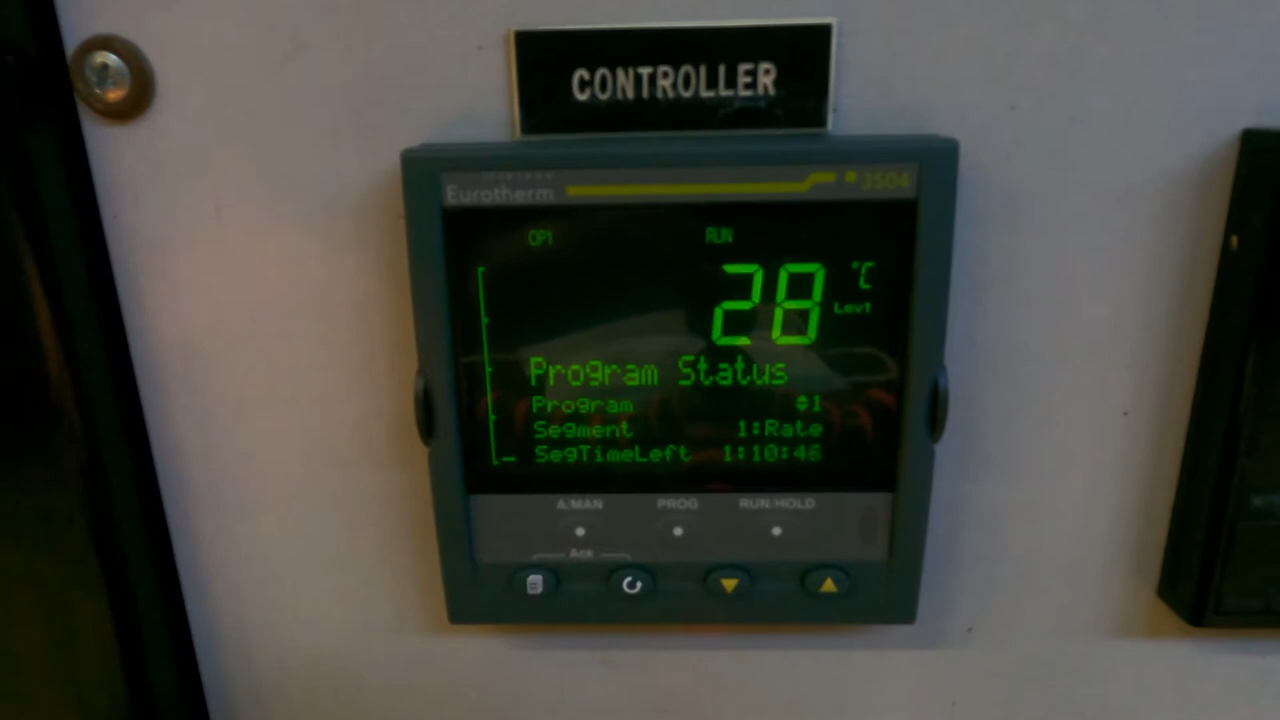 CONTROLLER
Eurotherm 3504
OP1 RUN
28 °C
Lev1
Program Status
Program 1
Segment 1:Rate
SegTimeLeft 1:10:46
A/MAN PROG RUN/HOLD
Ack